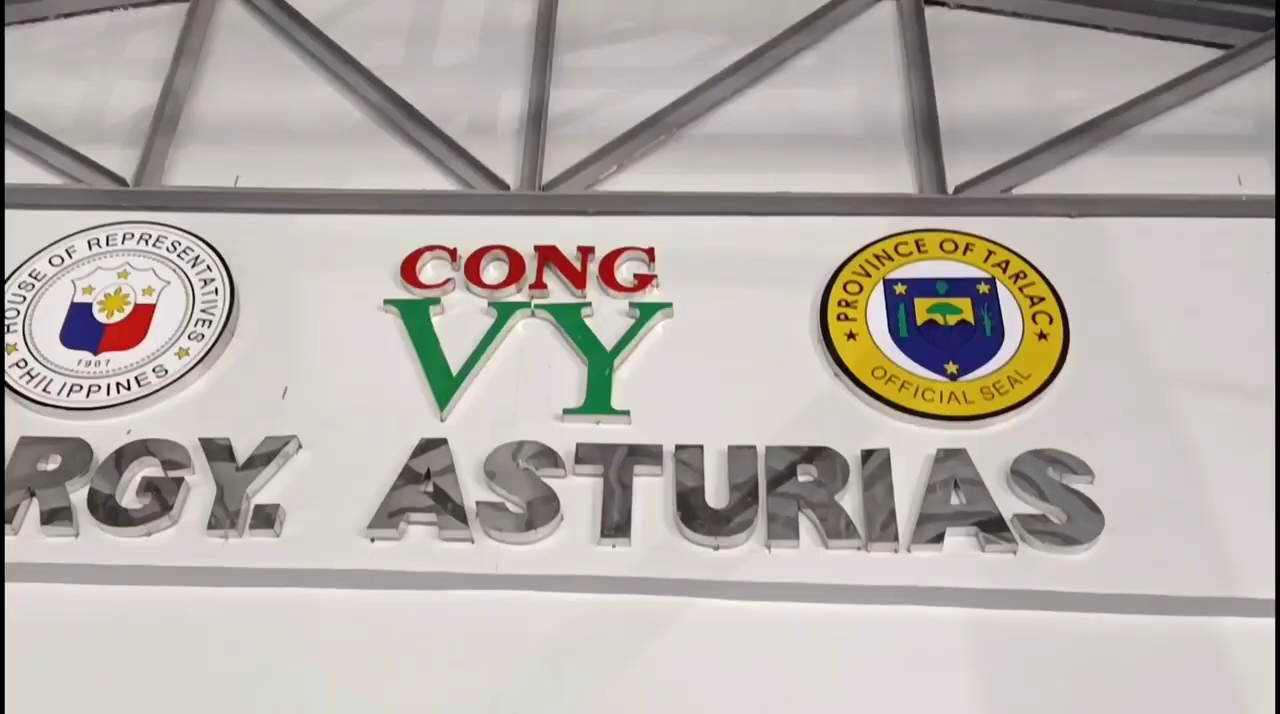 HOUSE OF REPRESENTATIVES
PHILIPPINES
1907
CONG
VY
PROVINCE OF TARLAC
OFFICIAL SEAL
RGY. ASTURIAS